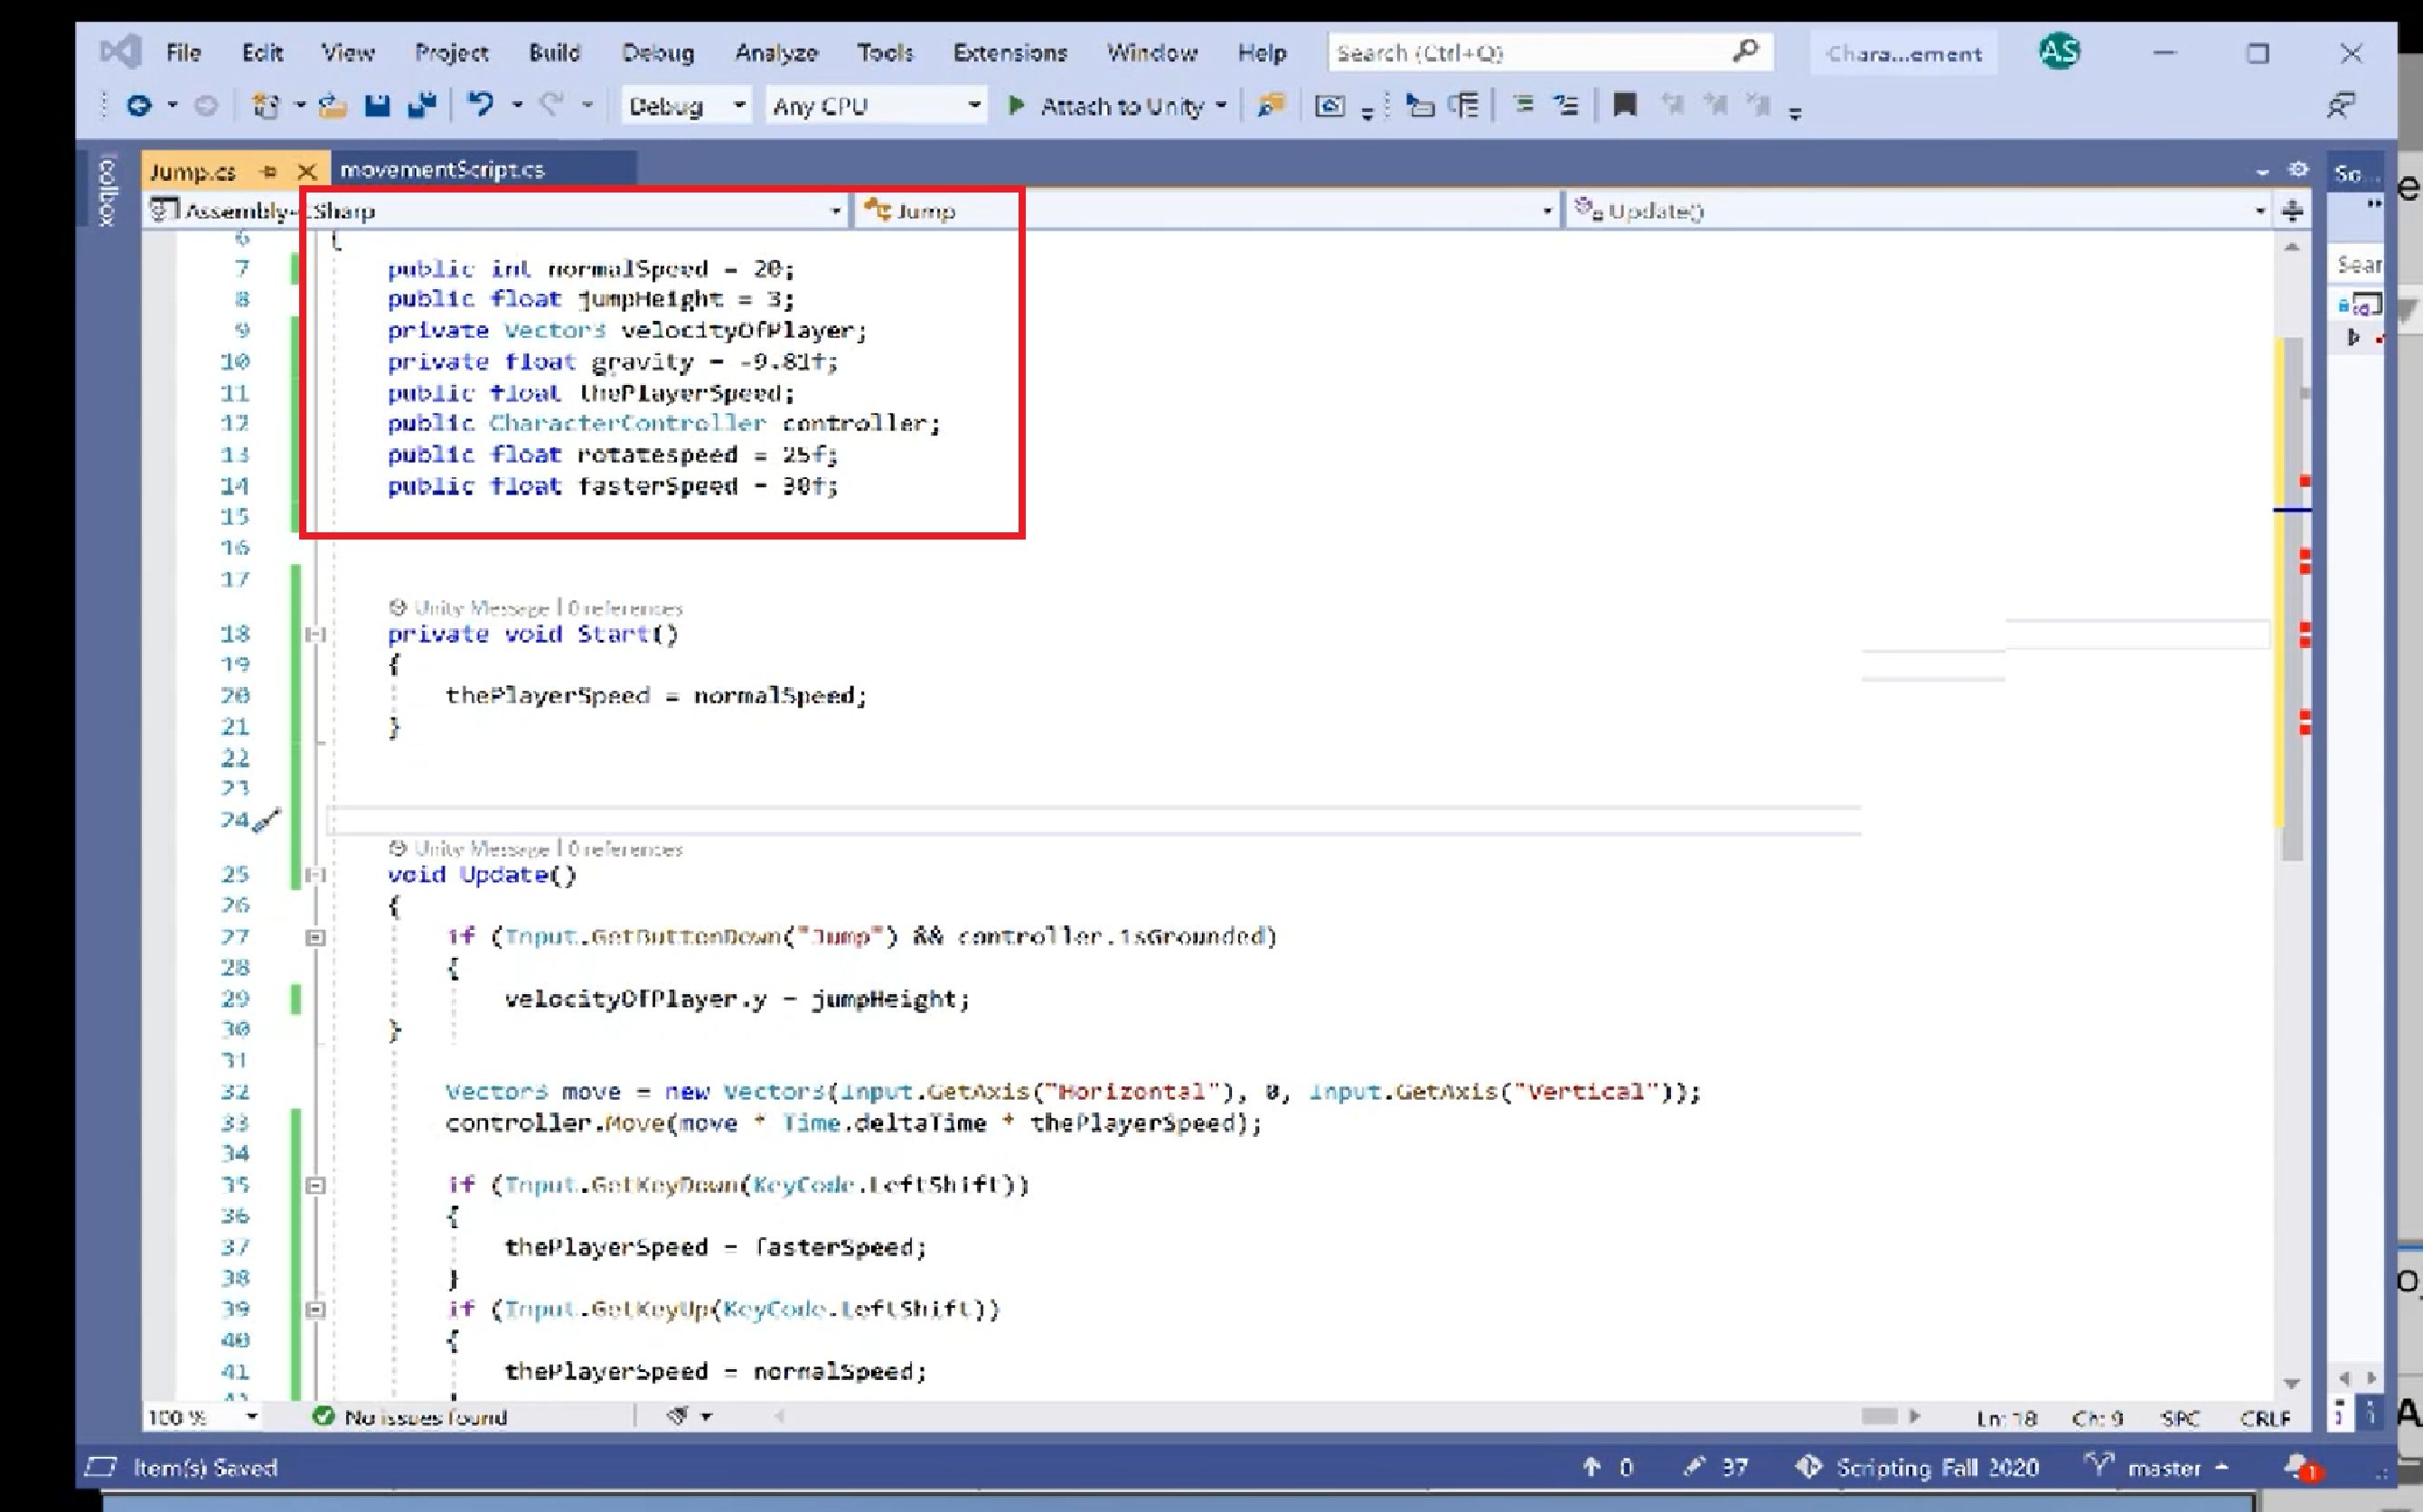 File Edit View Project Build Debug Analyze Tools Extensions Window Help Search (Ctrl+Q) Chara...ement AS
Debug Any CPU Attach to Unity
Toolbox
Jump.cs movementScript.cs
So...
Assembly-CSharp Jump Update()
Sear
6 {
7 public int normalSpeed = 20;
8 public float jumpHeight = 3;
9 private Vector3 velocityOfPlayer;
10 private float gravity = -9.81f;
11 public float thePlayerSpeed;
12 public CharacterController controller;
13 public float rotatespeed = 25f;
14 public float fasterSpeed = 30f;
15
16
17
Unity Message | 0 references
18 private void Start()
19 {
20 thePlayerSpeed = normalSpeed;
21 }
22
23
24
Unity Message | 0 references
25 void Update()
26 {
27 if (Input.GetButtonDown("Jump") && controller.isGrounded)
28 {
29 velocityOfPlayer.y = jumpHeight;
30 }
31
32 Vector3 move = new Vector3(Input.GetAxis("Horizontal"), 0, Input.GetAxis("Vertical"));
33 controller.Move(move * Time.deltaTime * thePlayerSpeed);
34
35 if (Input.GetKeyDown(KeyCode.LeftShift))
36 {
37 thePlayerSpeed = fasterSpeed;
38 }
39 if (Input.GetKeyUp(KeyCode.LeftShift))
40 {
41 thePlayerSpeed = normalSpeed;
100 % No issues found Ln: 18 Ch: 9 SPC CRLF
Item(s) Saved 0 37 Scripting Fall 2020 master 1